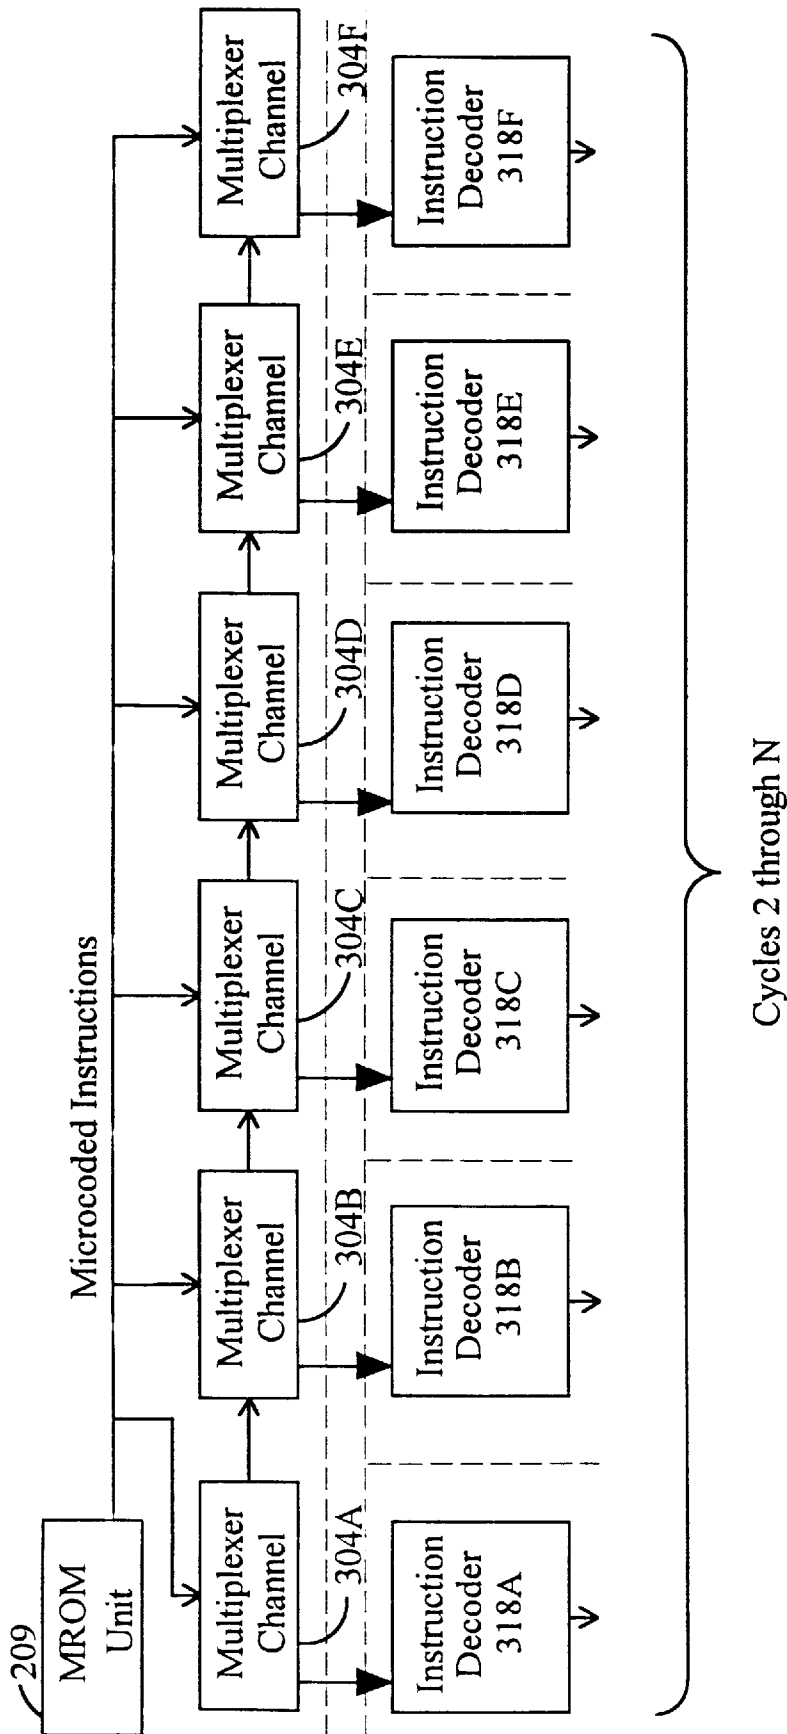 209
MROM
Unit
Microcoded Instructions
Multiplexer
Channel
304A
Multiplexer
Channel
304B
Multiplexer
Channel
304C
Multiplexer
Channel
304D
Multiplexer
Channel
304E
Multiplexer
Channel
304F
Instruction
Decoder
318A
Instruction
Decoder
318B
Instruction
Decoder
318C
Instruction
Decoder
318D
Instruction
Decoder
318E
Instruction
Decoder
318F
Cycles 2 through N